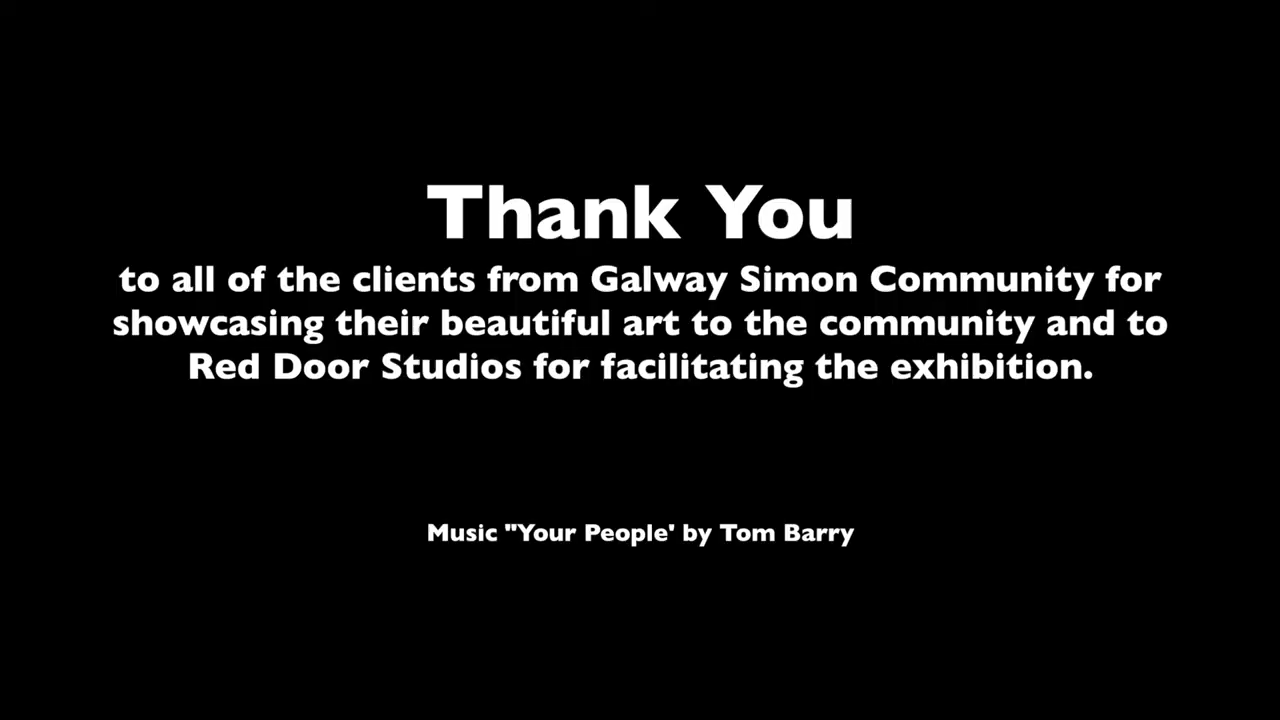 Thank You
to all of the clients from Galway Simon Community for
showcasing their beautiful art to the community and to
Red Door Studios for facilitating the exhibition.
Music "Your People' by Tom Barry